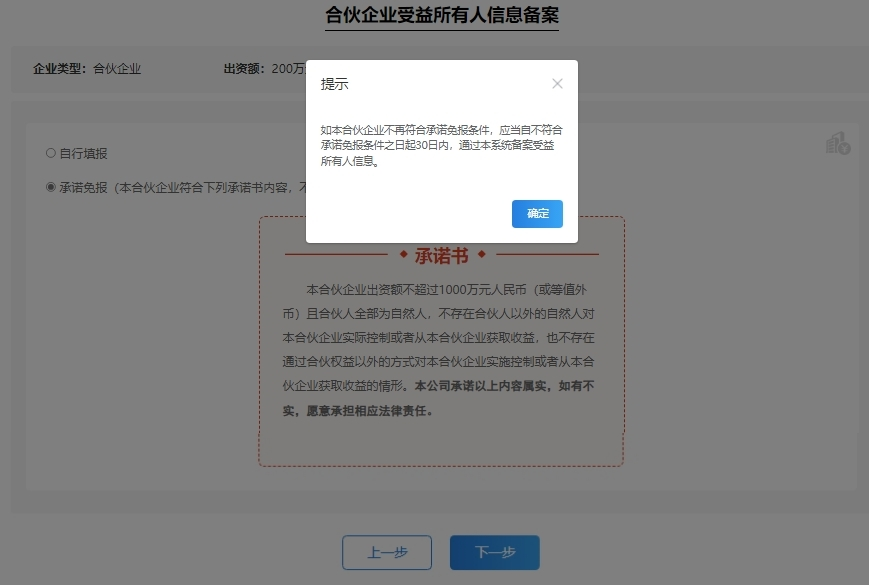 合伙企业受益所有人信息备案
企业类型：合伙企业 出资额：200万
提示
如本合伙企业不再符合承诺免报条件，应当自不符合
承诺免报条件之日起30日内，通过本系统备案受益
所有人信息。
确定
自行填报
承诺免报（本合伙企业符合下列承诺书内容，不
承诺书
本合伙企业出资额不超过1000万元人民币（或等值外
币）且合伙人全部为自然人，不存在合伙人以外的自然人对
本合伙企业实际控制或者从本合伙企业获取收益，也不存在
通过合伙权益以外的方式对本合伙企业实施控制或者从本合
伙企业获取收益的情形。本公司承诺以上内容属实，如有不
实，愿意承担相应法律责任。
上一步 下一步